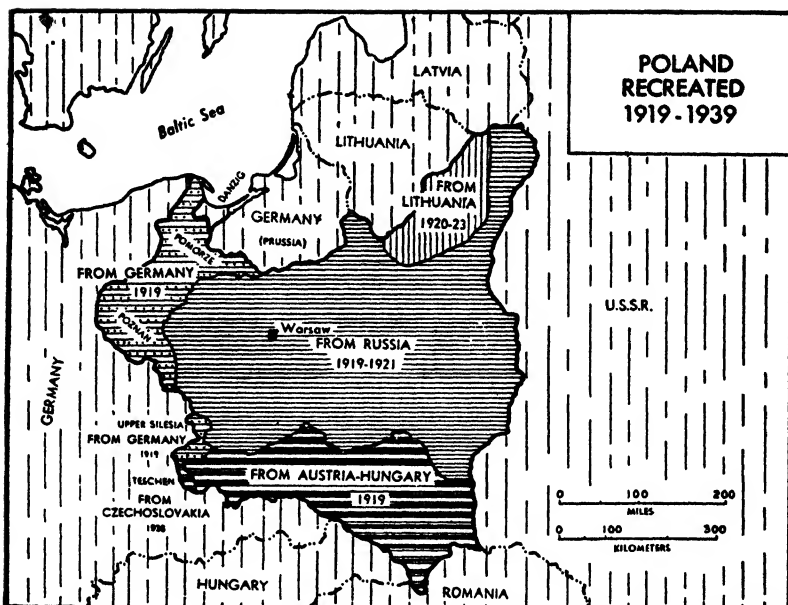 POLAND
RECREATED
1919-1939
LATVIA
Baltic Sea
LITHUANIA
DANZIG
FROM
LITHUANIA
1920-23
GERMANY
(PRUSSIA)
POMORZE
FROM GERMANY
1919
U.S.S.R.
POZNAN
Warsaw
FROM RUSSIA
1919-1921
GERMANY
UPPER SILESIA
FROM GERMANY
1919
FROM AUSTRIA-HUNGARY
1919
TESCHEN
FROM
CZECHOSLOVAKIA
1938
0 100 200
MILES
0 100 300
KILOMETERS
HUNGARY
ROMANIA